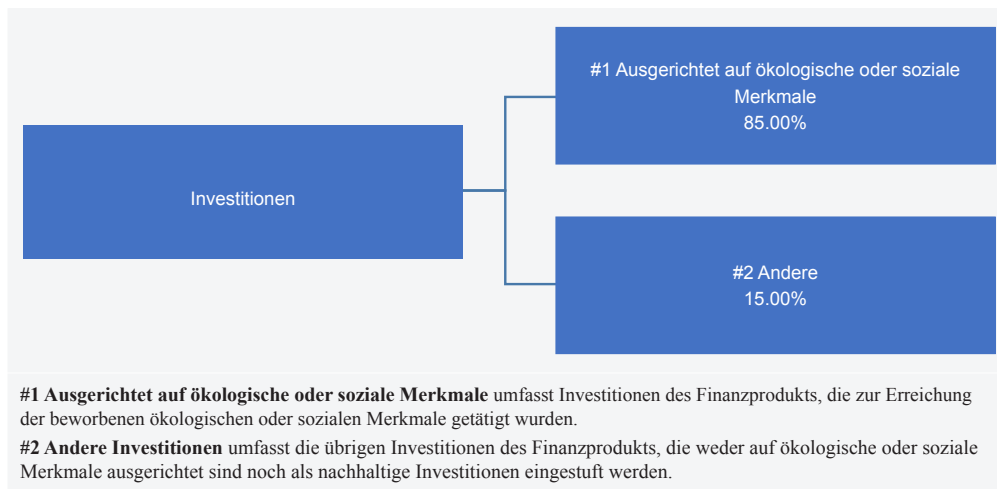 #1 Ausgerichtet auf ökologische oder soziale
Merkmale
85.00%
Investitionen
#2 Andere
15.00%
#1 Ausgerichtet auf ökologische oder soziale Merkmale umfasst Investitionen des Finanzprodukts, die zur Erreichung
der beworbenen ökologischen oder sozialen Merkmale getätigt wurden.
#2 Andere Investitionen umfasst die übrigen Investitionen des Finanzprodukts, die weder auf ökologische oder soziale
Merkmale ausgerichtet sind noch als nachhaltige Investitionen eingestuft werden.